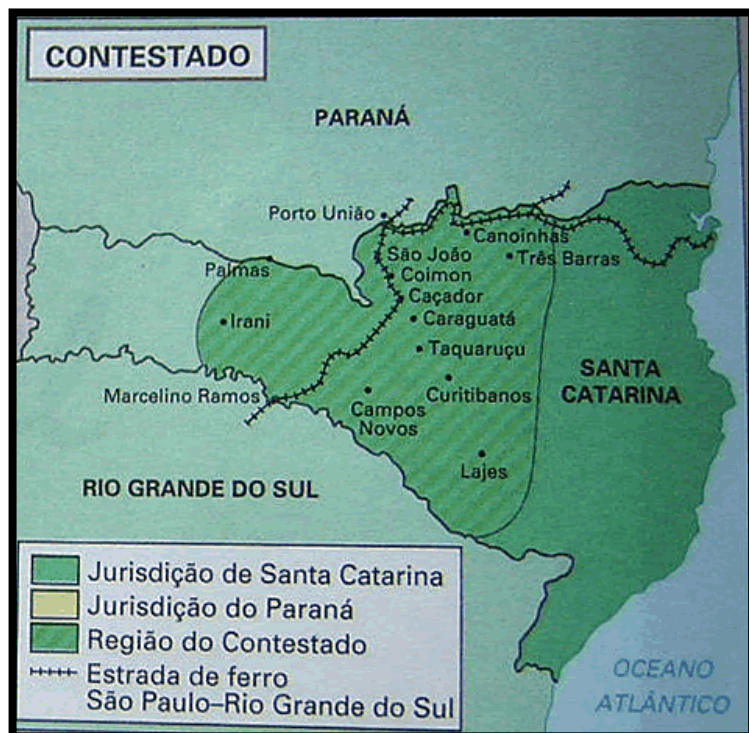 CONTESTADO
PARANÁ
Porto União
Canoinhas
São João
Três Barras
Palmas
Coimon
Caçador
Irani
Caraguatá
Taquaruçu
SANTA
CATARINA
Marcelino Ramos
Curitibanos
Campos
Novos
Lajes
RIO GRANDE DO SUL
Jurisdição de Santa Catarina
Jurisdição do Paraná
Região do Contestado
Estrada de ferro
São Paulo–Rio Grande do Sul
OCEANO
ATLÂNTICO